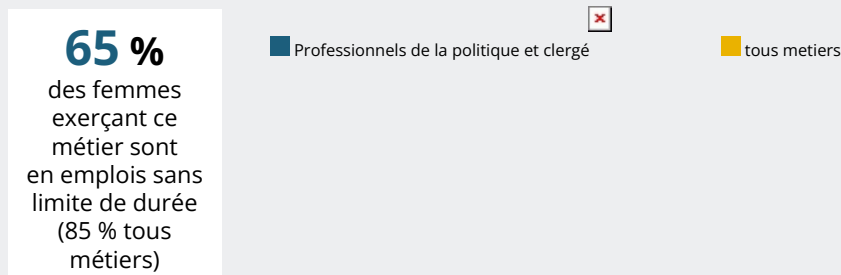 65 %
des femmes
exerçant ce
métier sont
en emplois sans
limite de durée
(85 % tous
métiers)
Professionnels de la politique et clergé
tous metiers